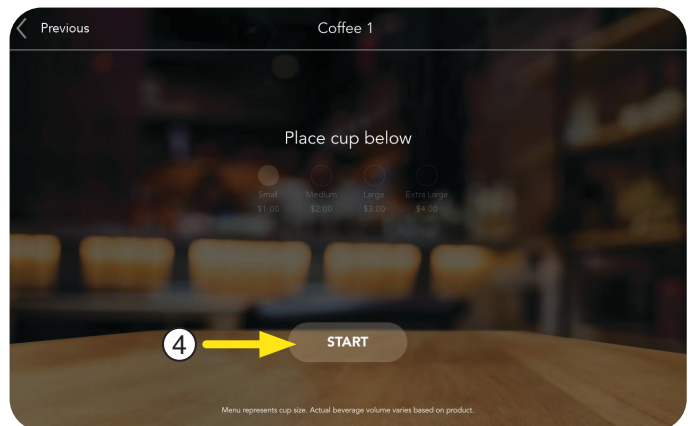 Previous
Coffee 1
Place cup below
Small Medium Large Extra Large
$1.00 $2.00 $3.00 $4.00
4
START
Menu represents cup size. Actual beverage volume varies based on product.